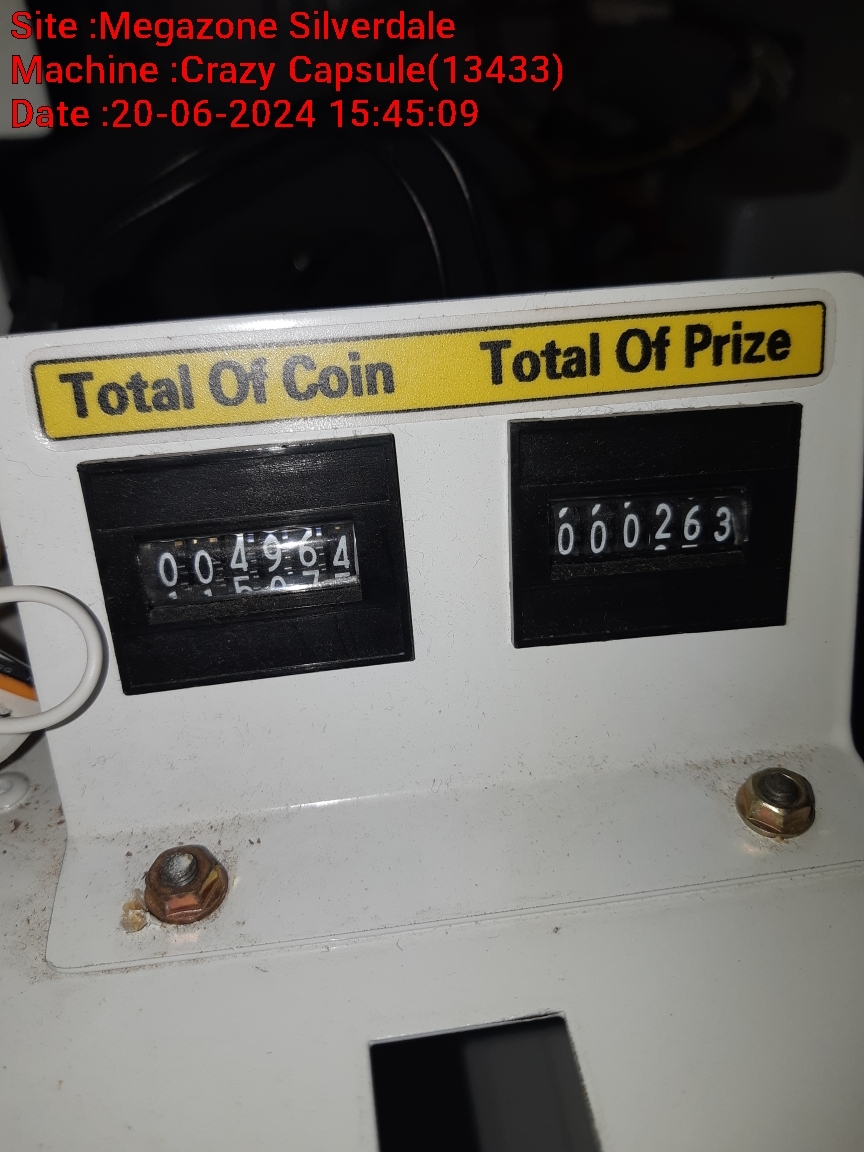 Site :Megazone Silverdale
Machine :Crazy Capsule(13433)
Date :20-06-2024 15:45:09
Total Of Coin Total Of Prize
004964 000263